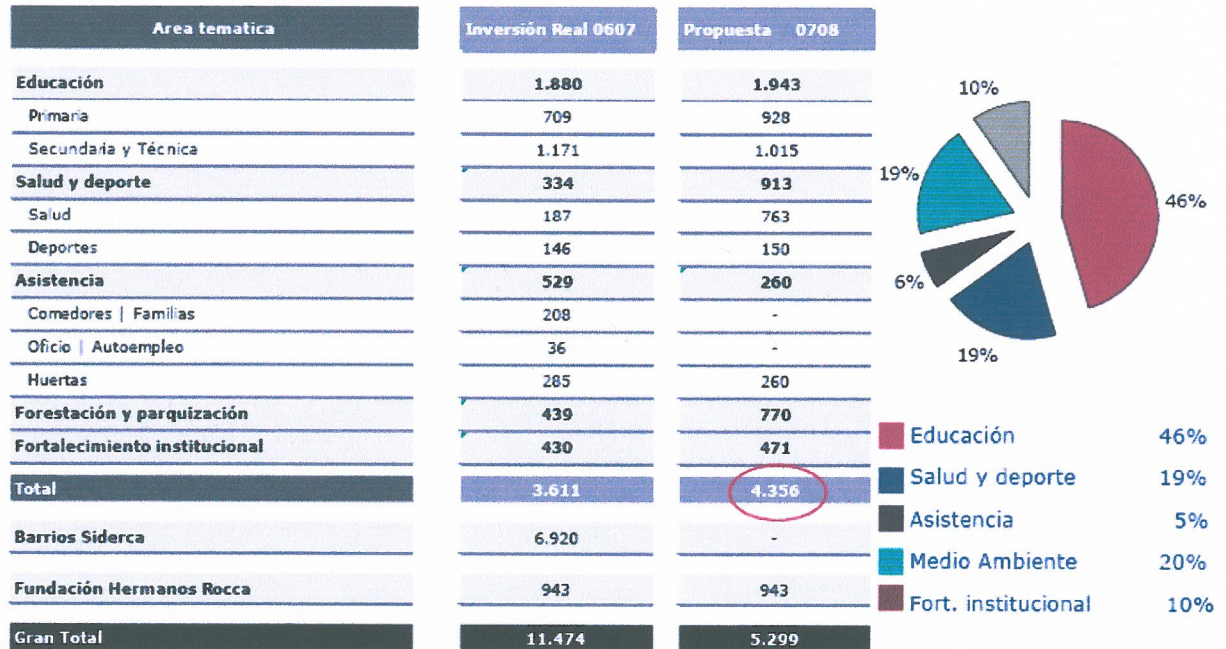 Area tematica Inversión Real 0607 Propuesta 0708
Educación 1.880 1.943
Primaria 709 928
Secundaria y Técnica 1.171 1.015
Salud y deporte 334 913
Salud 187 763
Deportes 146 150
Asistencia 529 260
Comedores | Familias 208 -
Oficio | Autoempleo 36 -
Huertas 285 260
Forestación y parquización 439 770
Fortalecimiento institucional 430 471
Total 3.611 4.356
Barrios Siderca 6.920 -
Fundación Hermanos Rocca 943 943
Gran Total 11.474 5.299
10%
19%
46%
6%
19%
Educación 46%
Salud y deporte 19%
Asistencia 5%
Medio Ambiente 20%
Fort. institucional 10%